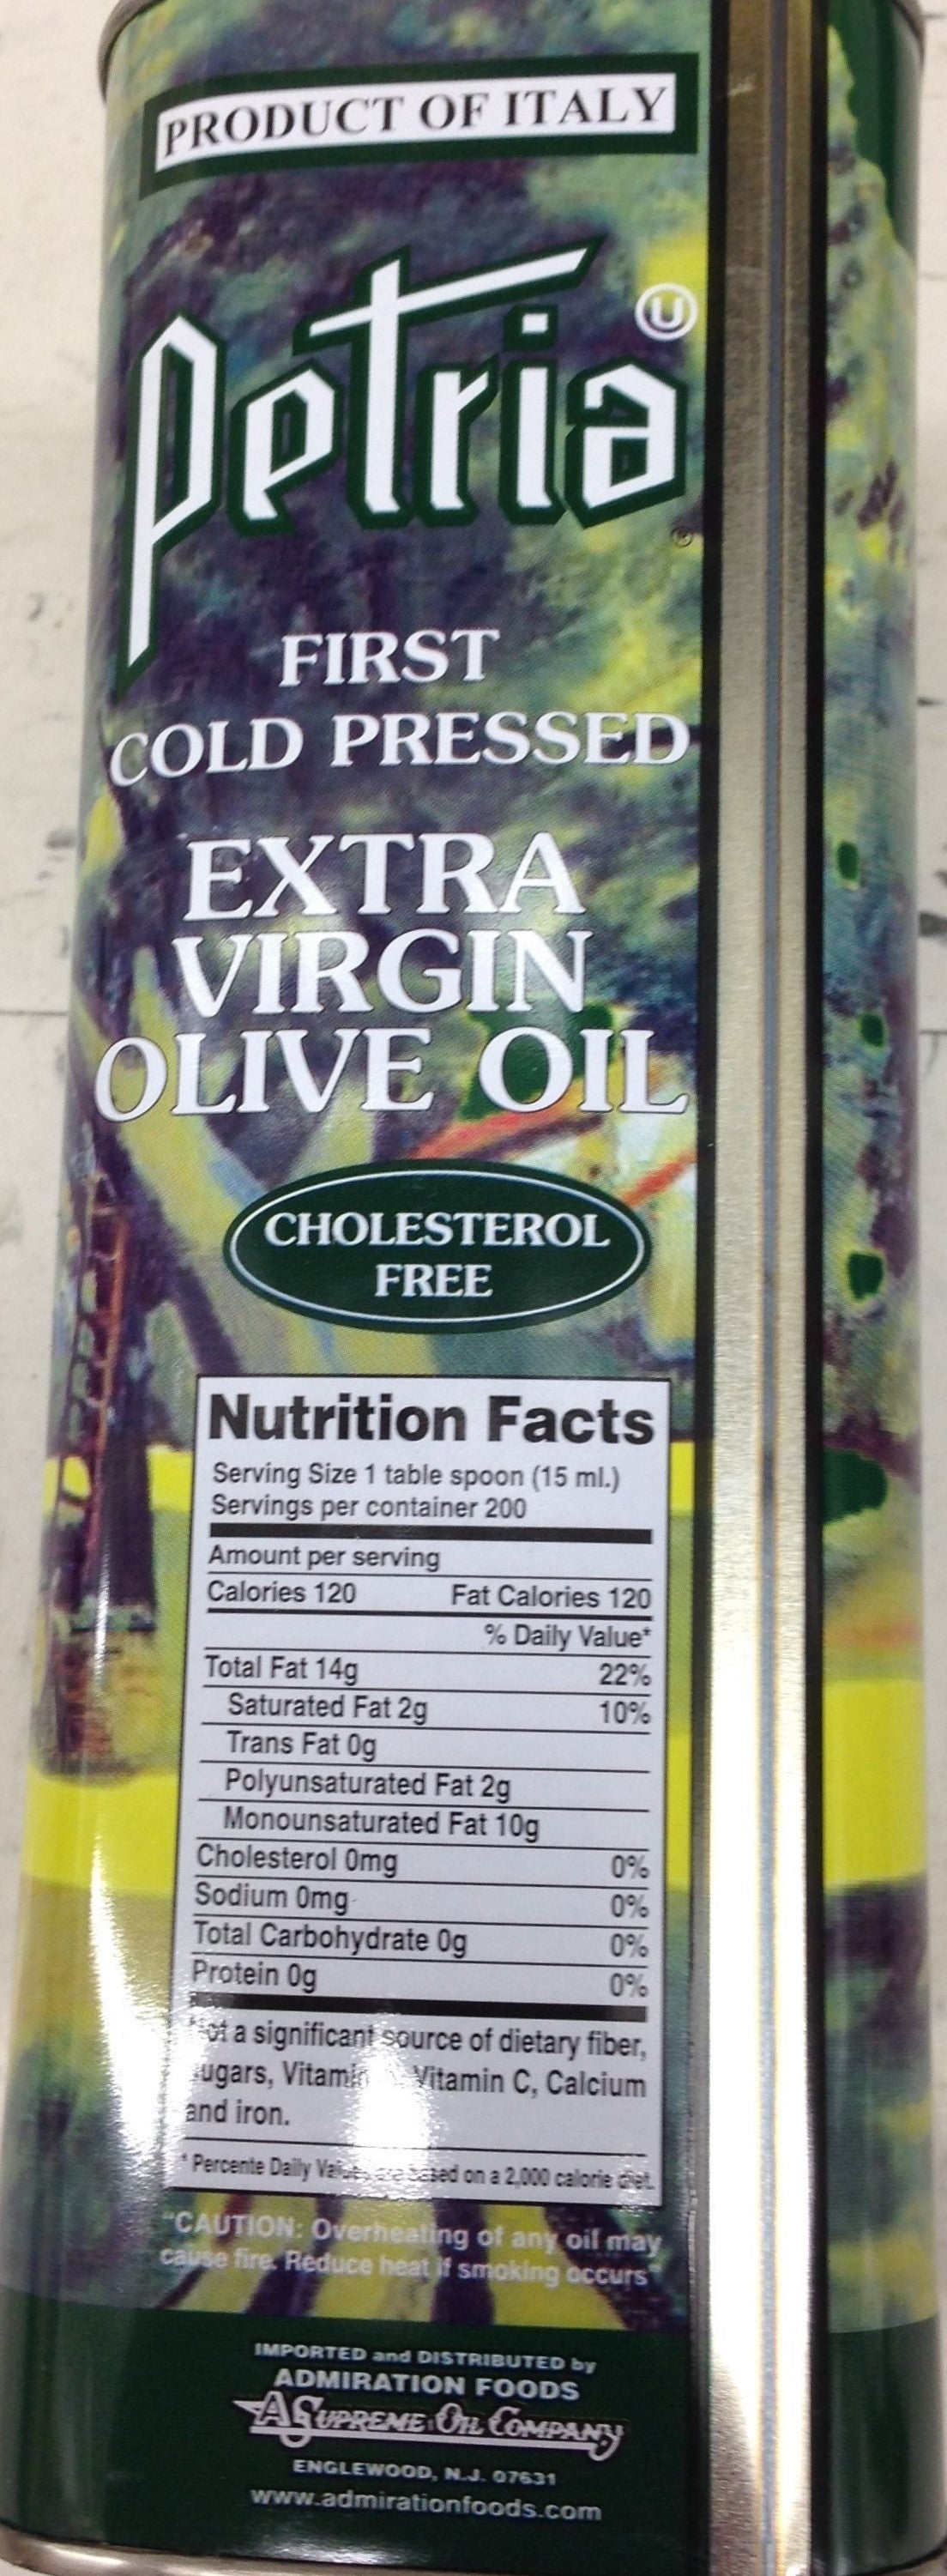 PRODUCT OF ITALY
Petria
U
®
FIRST
COLD PRESSED
EXTRA
VIRGIN
OLIVE OIL
CHOLESTEROL
FREE
Nutrition Facts
Serving Size 1 table spoon (15 ml.)
Servings per container 200
Amount per serving
Calories 120 Fat Calories 120
% Daily Value*
Total Fat 14g 22%
Saturated Fat 2g 10%
Trans Fat 0g
Polyunsaturated Fat 2g
Monounsaturated Fat 10g
Cholesterol 0mg 0%
Sodium 0mg 0%
Total Carbohydrate 0g 0%
Protein 0g 0%
Not a significant source of dietary fiber,
sugars, Vitamin Vitamin C, Calcium
and iron.
* Percente Daily Values are based on a 2,000 calorie diet.
"CAUTION: Overheating of any oil may
cause fire. Reduce heat if smoking occurs"
IMPORTED and DISTRIBUTED by
ADMIRATION FOODS
SUPREME OIL COMPANY
ENGLEWOOD, N.J. 07631
www.admirationfoods.com